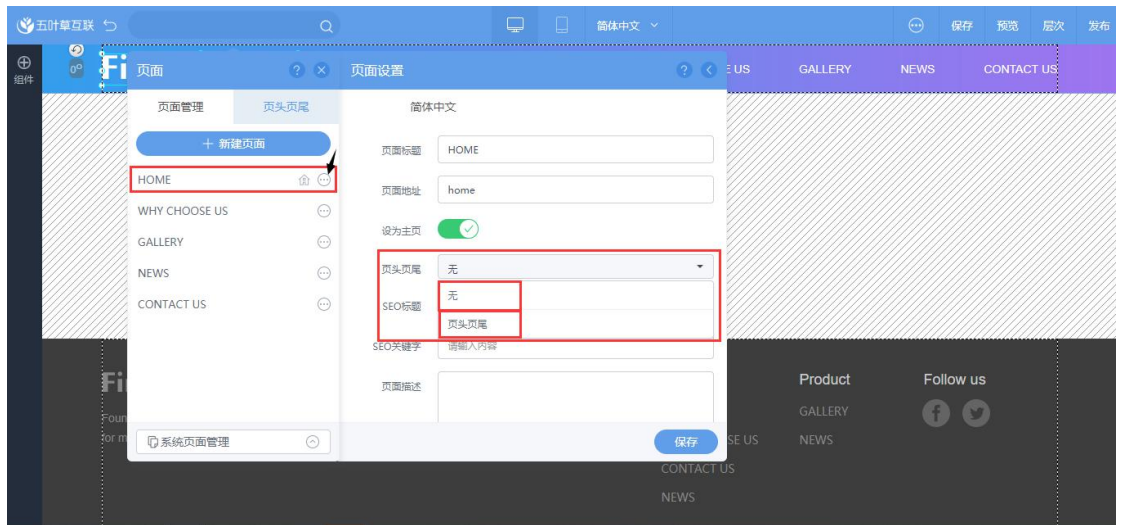 五叶草互联
简体中文
保存 预览 层次 发布
组件
0°
Fi
页面
页面设置
E US GALLERY NEWS CONTACT US
页面管理 页头页尾
简体中文
+ 新建页面
页面标题 HOME
HOME
页面地址 home
WHY CHOOSE US
设为主页
GALLERY
页头页尾 无
NEWS
无
CONTACT US
SEO标题
页头页尾
SEO关键字 请输入内容
页面描述
Fi
Product Follow us
Foun
GALLERY
for m
系统页面管理
保存
SE US NEWS
CONTACT US
NEWS